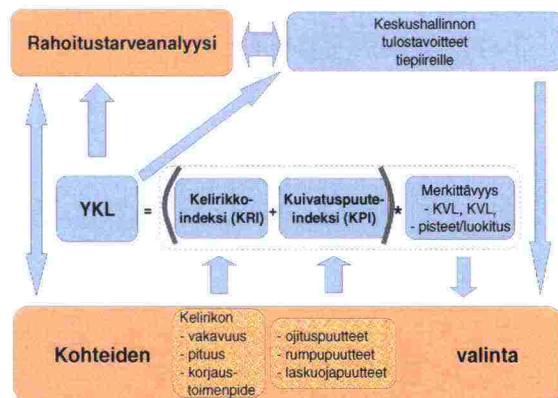 Rahoitustarveanalyysi
Keskushallinnon
tulostavoitteet
tiepiireille
YKL
=
Kelirikko-
indeksi (KRI)
+
Kuivatuspuute-
indeksi (KPI)
*
Merkittävyys
- KVL, KVL,
- pisteet/luokitus
Kohteiden
Kelirikon
- vakavuus
- pituus
- korjaus-
toimenpide
- ojituspuutteet
- rumpupuutteet
- laskuojapuutteet
valinta